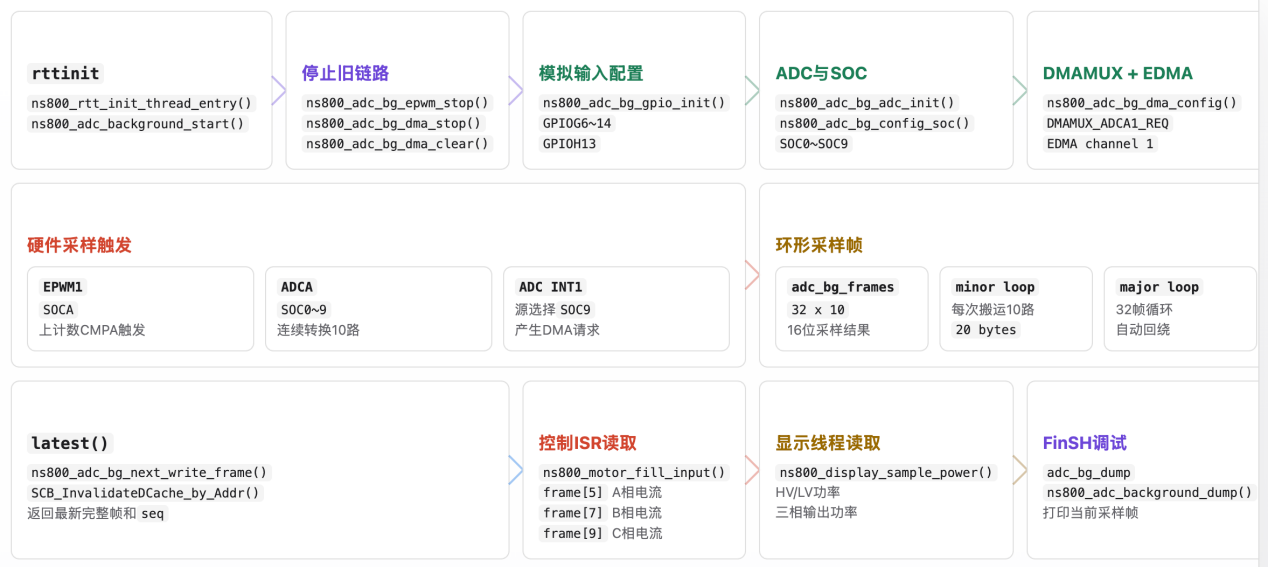 rttinit
ns800_rtt_init_thread_entry()
ns800_adc_background_start()
停止旧链路
ns800_adc_bg_epwm_stop()
ns800_adc_bg_dma_stop()
ns800_adc_bg_dma_clear()
模拟输入配置
ns800_adc_bg_gpio_init()
GPIOG6~14
GPIOH13
ADC与SOC
ns800_adc_bg_adc_init()
ns800_adc_bg_config_soc()
SOC0~SOC9
DMAMUX + EDMA
ns800_adc_bg_dma_config()
DMAMUX_ADCA1_REQ
EDMA channel 1
硬件采样触发
EPWM1
SOCA
上计数CMPA触发
ADCA
SOC0~9
连续转换10路
ADC INT1
源选择 SOC9
产生DMA请求
环形采样帧
adc_bg_frames
32 x 10
16位采样结果
minor loop
每次搬运10路
20 bytes
major loop
32帧循环
自动回绕
latest()
ns800_adc_bg_next_write_frame()
SCB_InvalidateDCache_by_Addr()
返回最新完整帧和 seq
控制ISR读取
ns800_motor_fill_input()
frame[5] A相电流
frame[7] B相电流
frame[9] C相电流
显示线程读取
ns800_display_sample_power()
HV/LV功率
三相输出功率
FinSH调试
adc_bg_dump
ns800_adc_background_dump()
打印当前采样帧